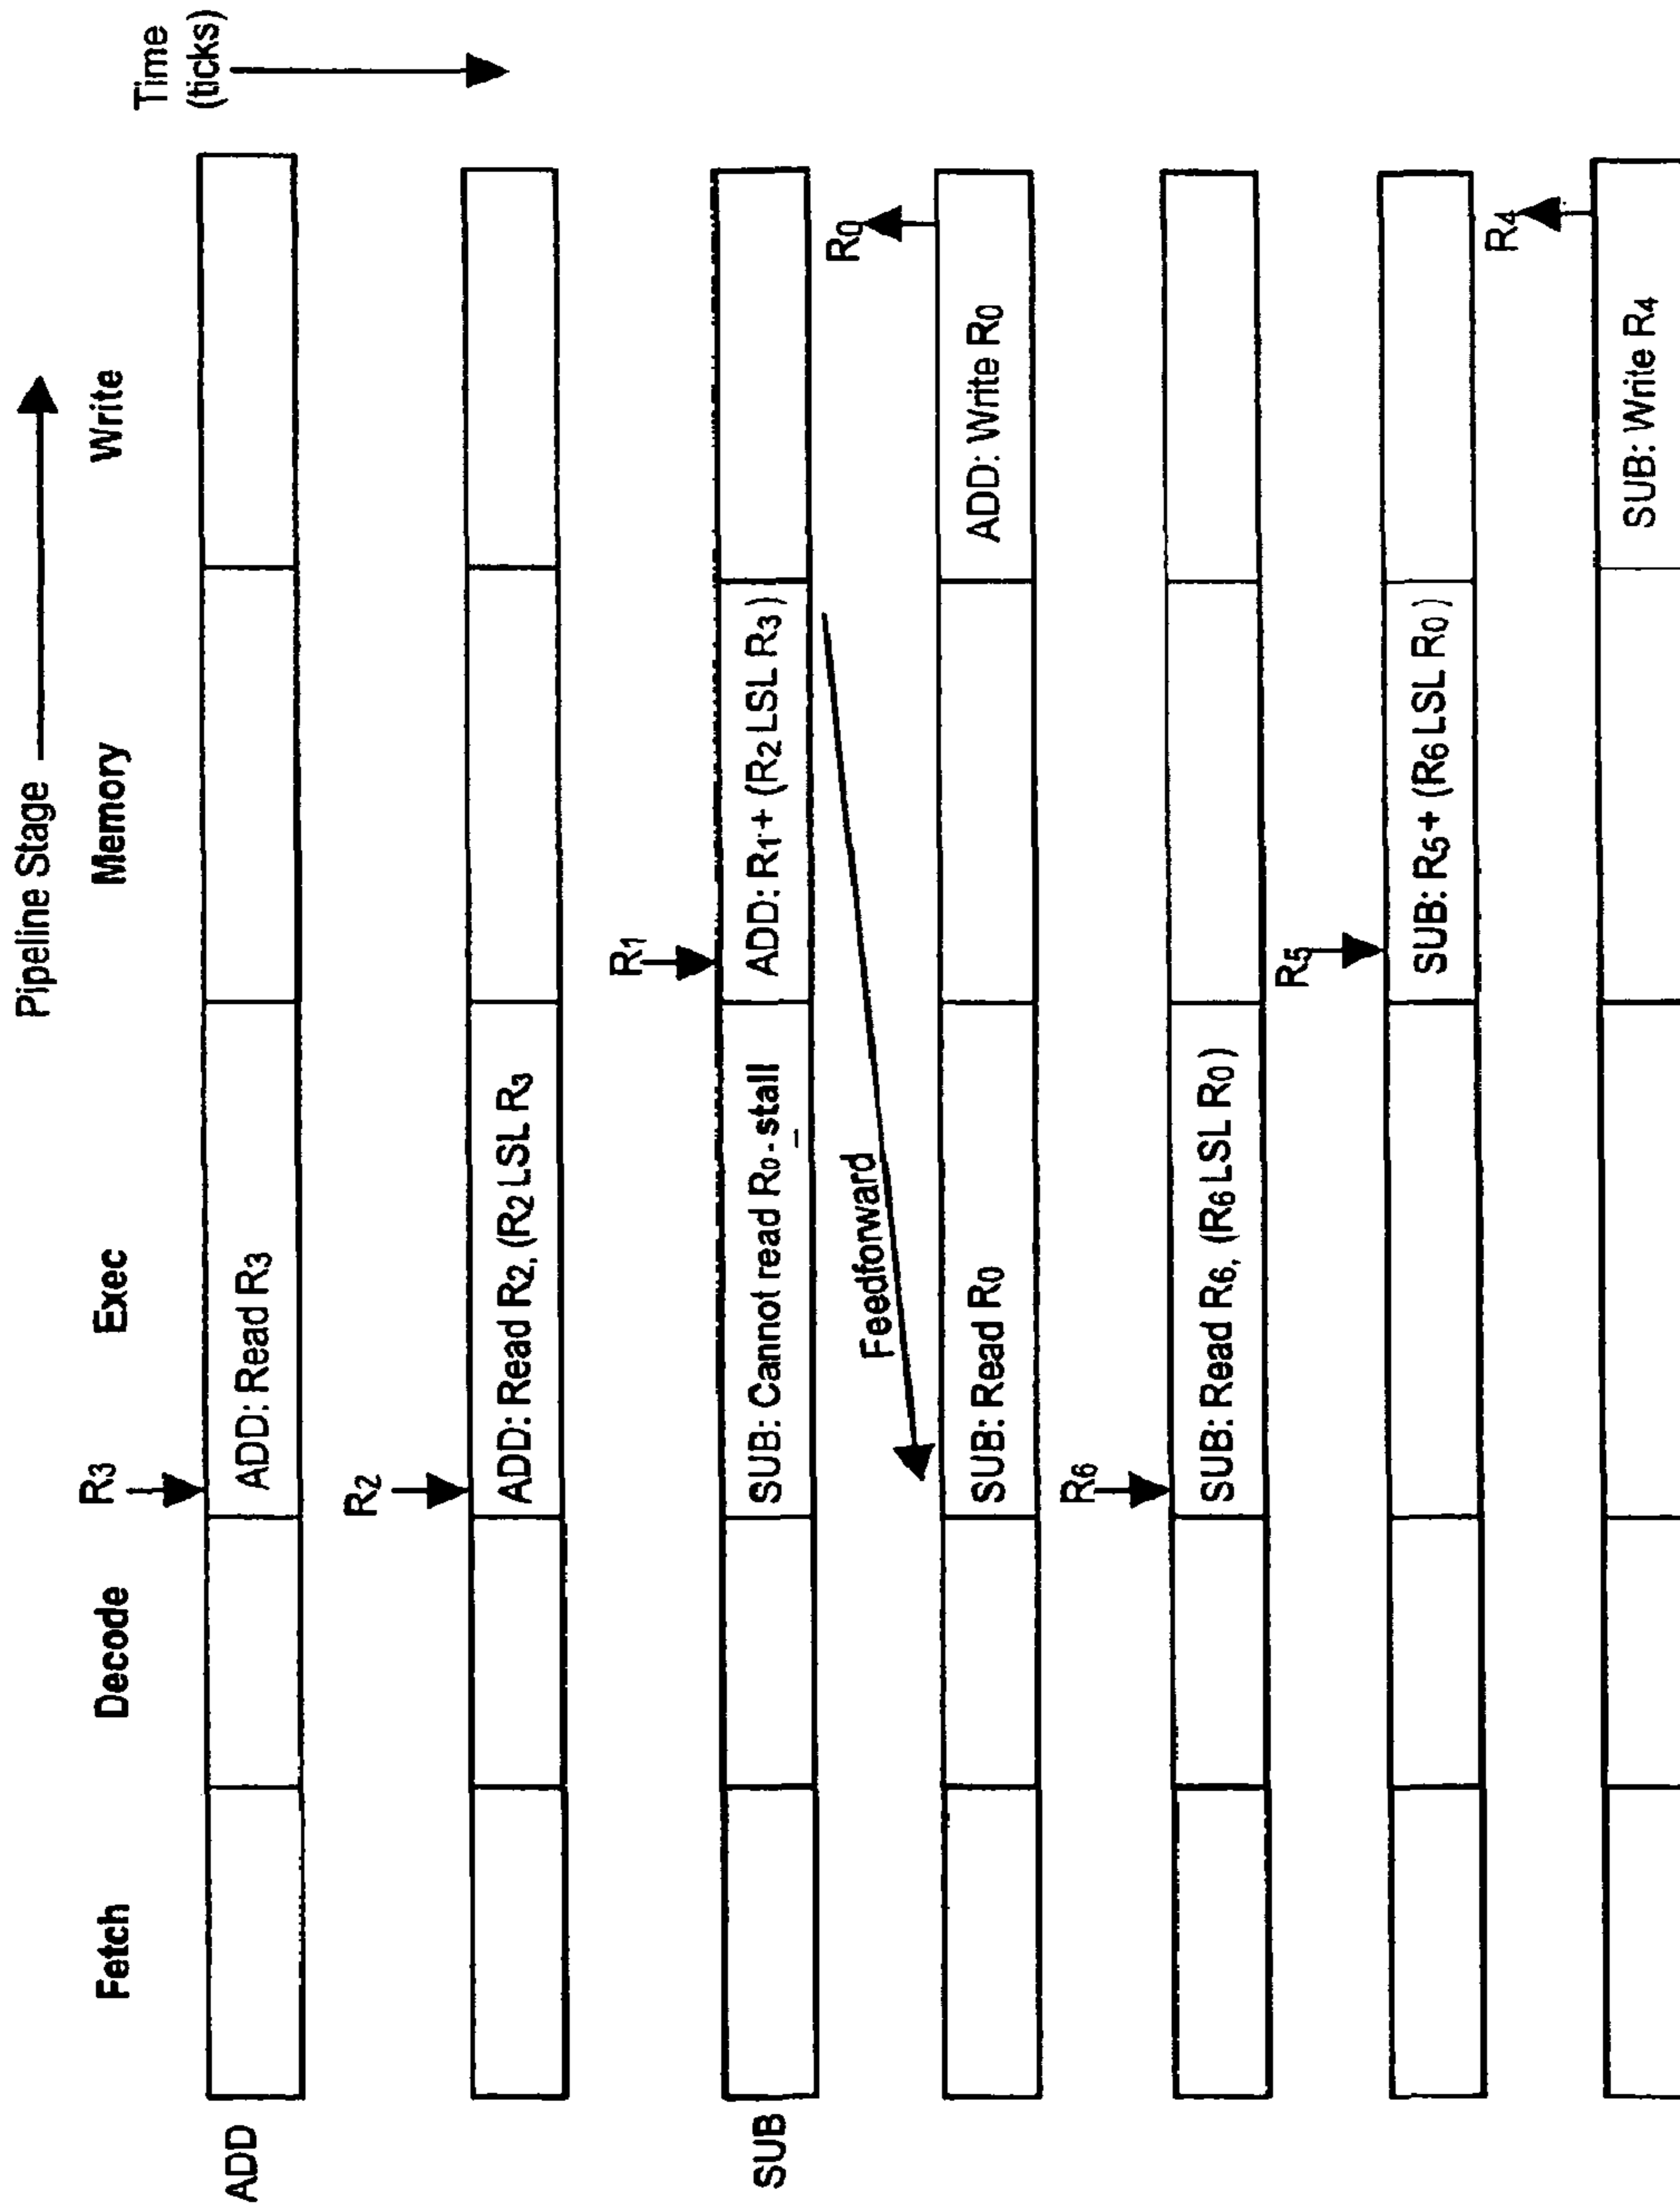 Pipeline Stage
Time
(ticks)
Fetch Decode Exec Memory Write
R3
ADD
ADD: Read R3
R2
ADD: Read R2, (R2 LSL R3
R1
SUB
SUB: Cannot read R0 - stall
ADD: R1 + (R2 LSL R3)
Feedforward
R0
SUB: Read R0
ADD: Write R0
R6
SUB: Read R6, (R6 LSL R0)
R5
SUB: R5 + (R6 LSL R0)
R4
SUB: Write R4